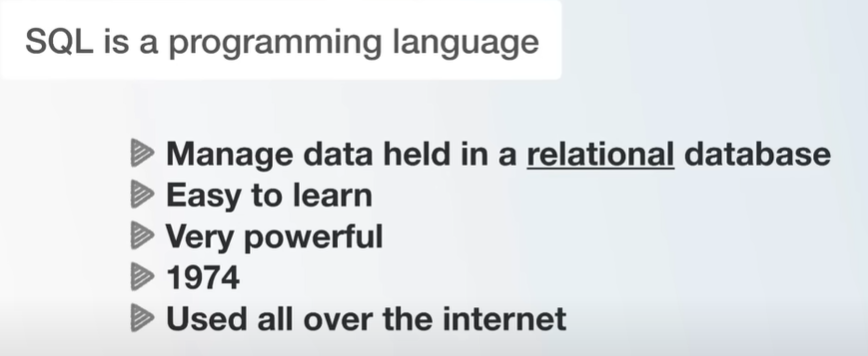 SQL is a programming language
Manage data held in a relational database
Easy to learn
Very powerful
1974
Used all over the internet